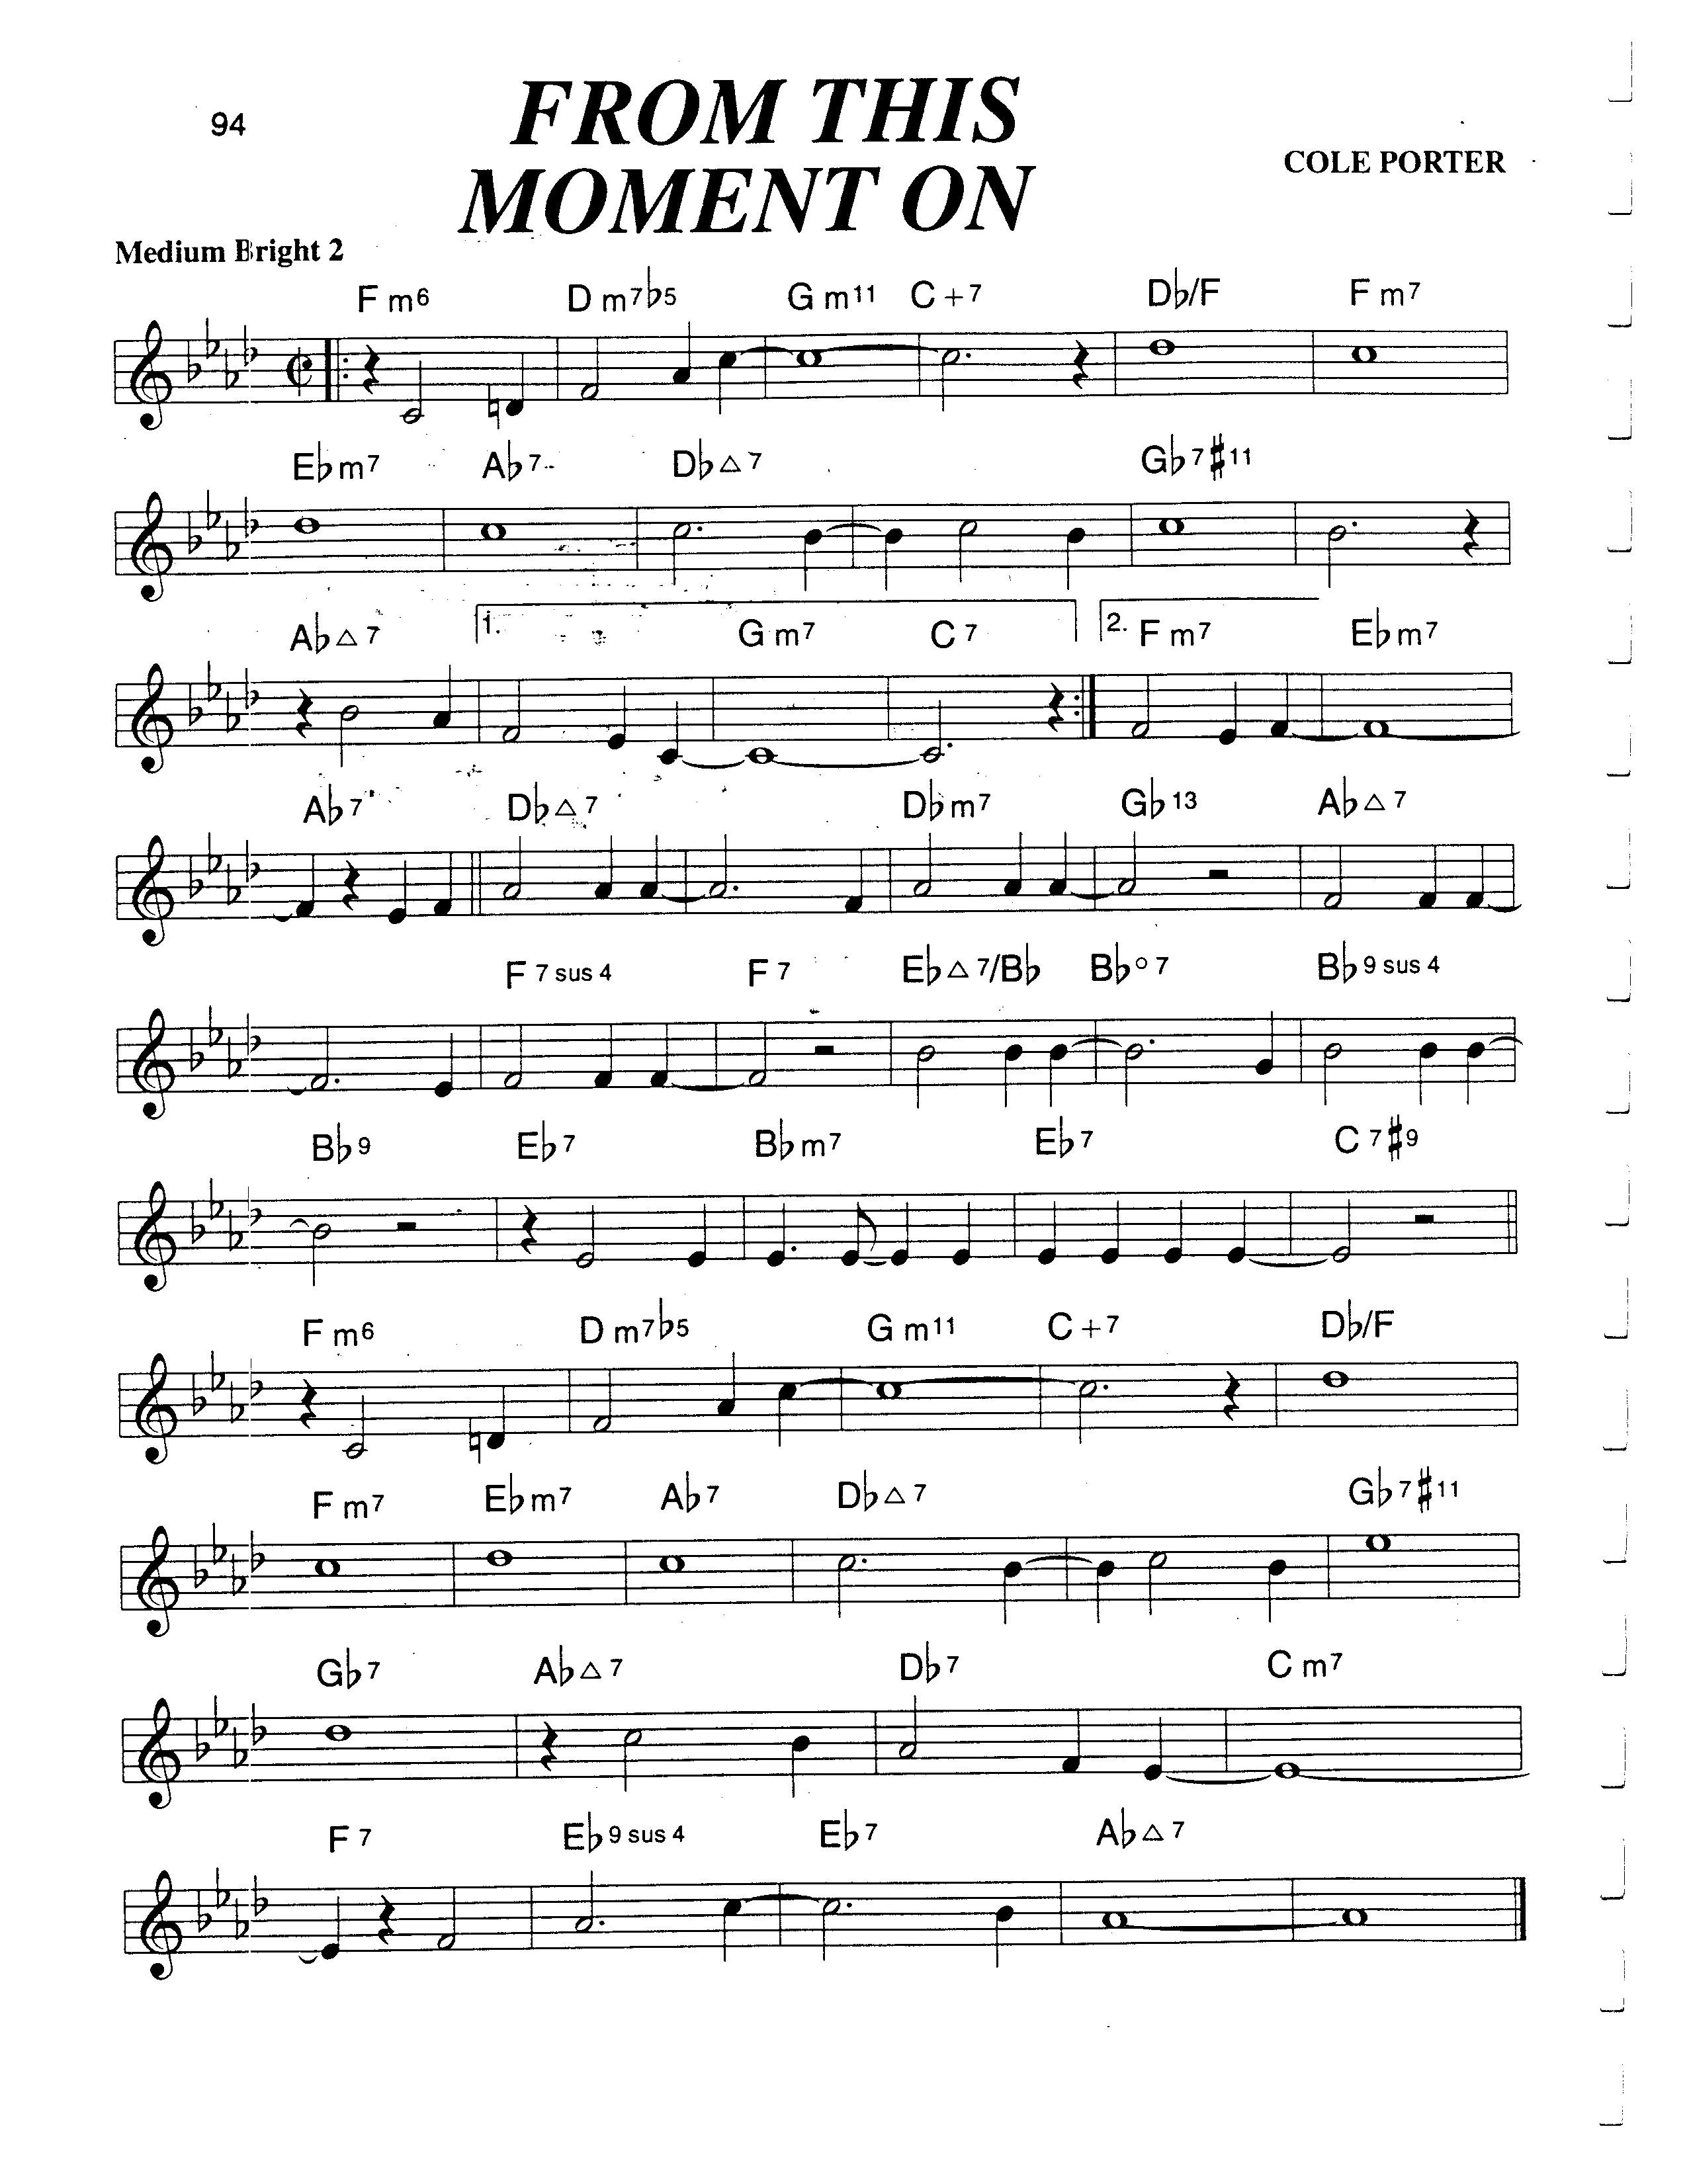 94
FROM THIS
MOMENT ON
COLE PORTER
Medium Bright 2
F m6 D m7♭5 G m11 C +7 D♭/F F m7
E♭m7 A♭7 D♭△7 G♭7♯11
A♭△7 1. G m7 C 7 2. F m7 E♭m7
A♭7 D♭△7 D♭m7 G♭13 A♭△7
F 7 sus 4 F 7 E♭△7/B♭ B♭○7 B♭9 sus 4
B♭9 E♭7 B♭m7 E♭7 C 7♯9
F m6 D m7♭5 G m11 C +7 D♭/F
F m7 E♭m7 A♭7 D♭△7 G♭7♯11
G♭7 A♭△7 D♭7 C m7
F 7 E♭9 sus 4 E♭7 A♭△7